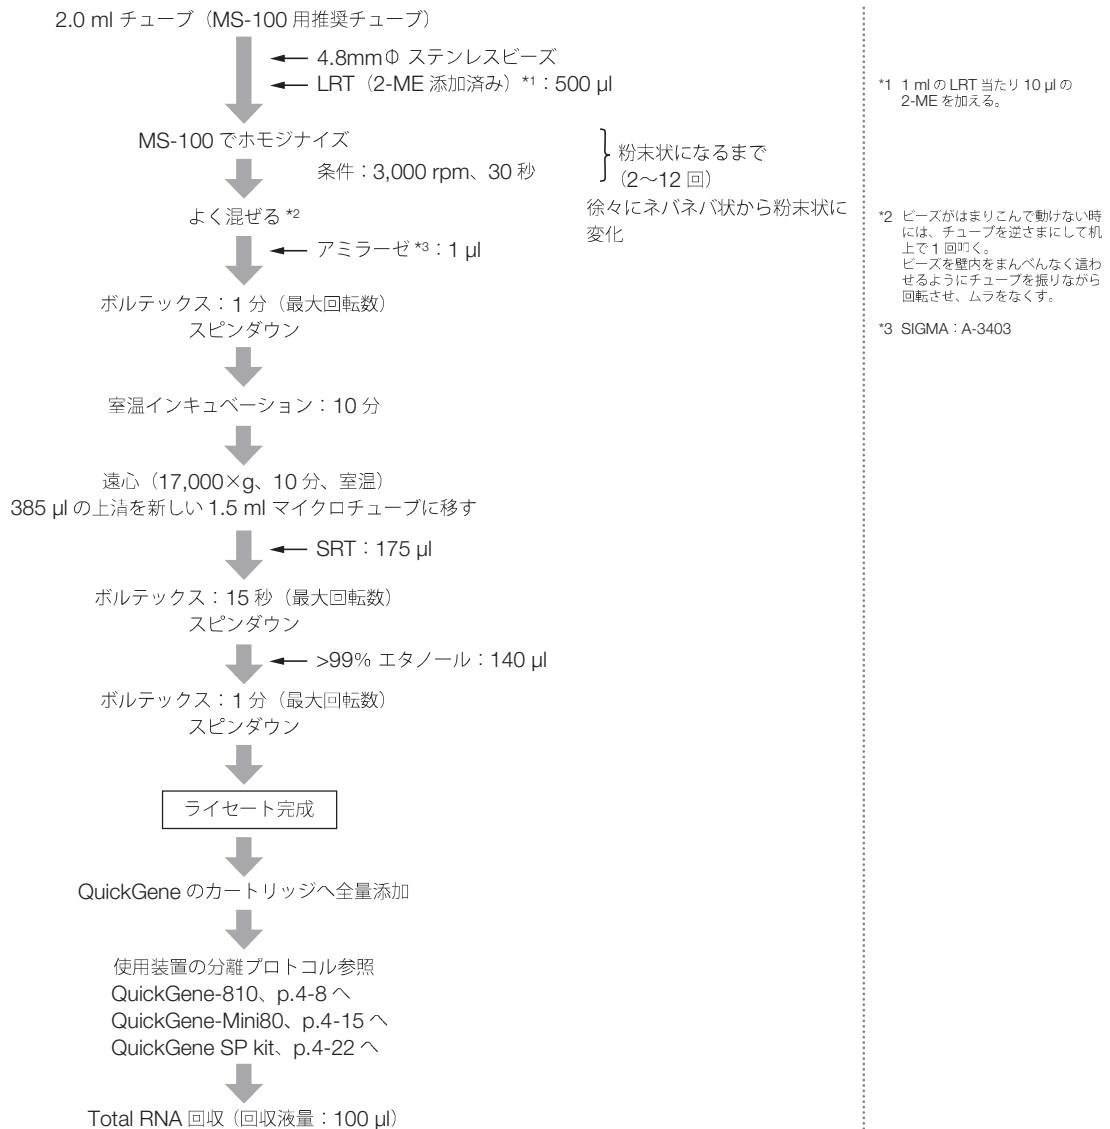 2.0 ml チューブ（MS-100 用推奨チューブ）
4.8mmΦ ステンレスビーズ
LRT（2-ME 添加済み）*1：500 µl
MS-100 でホモジナイズ
条件：3,000 rpm、30 秒
粉末状になるまで
（2～12 回）
徐々にネバネバ状から粉末状に
変化
よく混ぜる *2
アミラーゼ *3：1 µl
ボルテックス：1 分（最大回転数）
スピンダウン
室温インキュベーション：10 分
遠心（17,000×g、10 分、室温）
385 µl の上清を新しい 1.5 ml マイクロチューブに移す
SRT：175 µl
ボルテックス：15 秒（最大回転数）
スピンダウン
>99% エタノール：140 µl
ボルテックス：1 分（最大回転数）
スピンダウン
ライセート完成
QuickGene のカートリッジへ全量添加
使用装置の分離プロトコル参照
QuickGene-810、p.4-8 へ
QuickGene-Mini80、p.4-15 へ
QuickGene SP kit、p.4-22 へ
Total RNA 回収（回収液量：100 µl）
*1 1 ml の LRT 当たり 10 µl の
2-ME を加える。
*2 ビーズがはまりこんで動けない時
には、チューブを逆さまにして机
上で 1 回叩く。
ビーズを壁内をまんべんなく這わ
せるようにチューブを振りながら
回転させ、ムラをなくす。
*3 SIGMA：A-3403